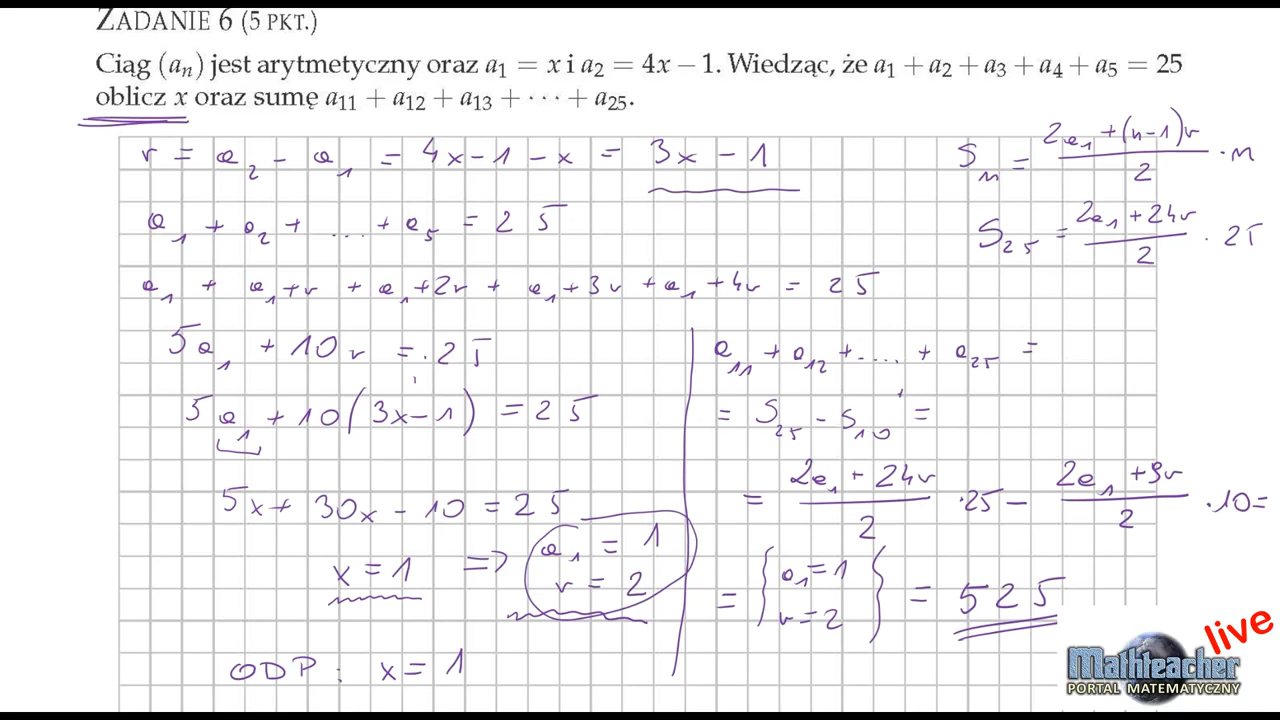 ZADANIE 6 (5 PKT.)
Ciąg (aₙ) jest arytmetyczny oraz a₁ = x i a₂ = 4x − 1. Wiedząc, że a₁ + a₂ + a₃ + a₄ + a₅ = 25
oblicz x oraz sumę a₁₁ + a₁₂ + a₁₃ + ⋯ + a₂₅.
r = a₂ − a₁ = 4x − 1 − x = 3x − 1
a₁ + a₂ + ... + a₅ = 25
a₁ + a₁+r + a₁+2r + a₁+3r + a₁+4r = 25
5a₁ + 10r = 25
5a₁ + 10(3x − 1) = 25
5x + 30x − 10 = 25
x = 1 => a₁ = 1
r = 2
ODP: x = 1
Sₙ = (2a₁ + (n−1)r)/2 · n
S₂₅ = (2a₁ + 24r)/2 · 25
a₁₁ + a₁₂ + .... + a₂₅ =
= S₂₅ − S₁₀ =
= (2a₁ + 24r)/2 · 25 − (2a₁ + 9r)/2 · 10 =
= { a₁ = 1
r = 2 } = 525
live
Mathteacher
PORTAL MATEMATYCZNY